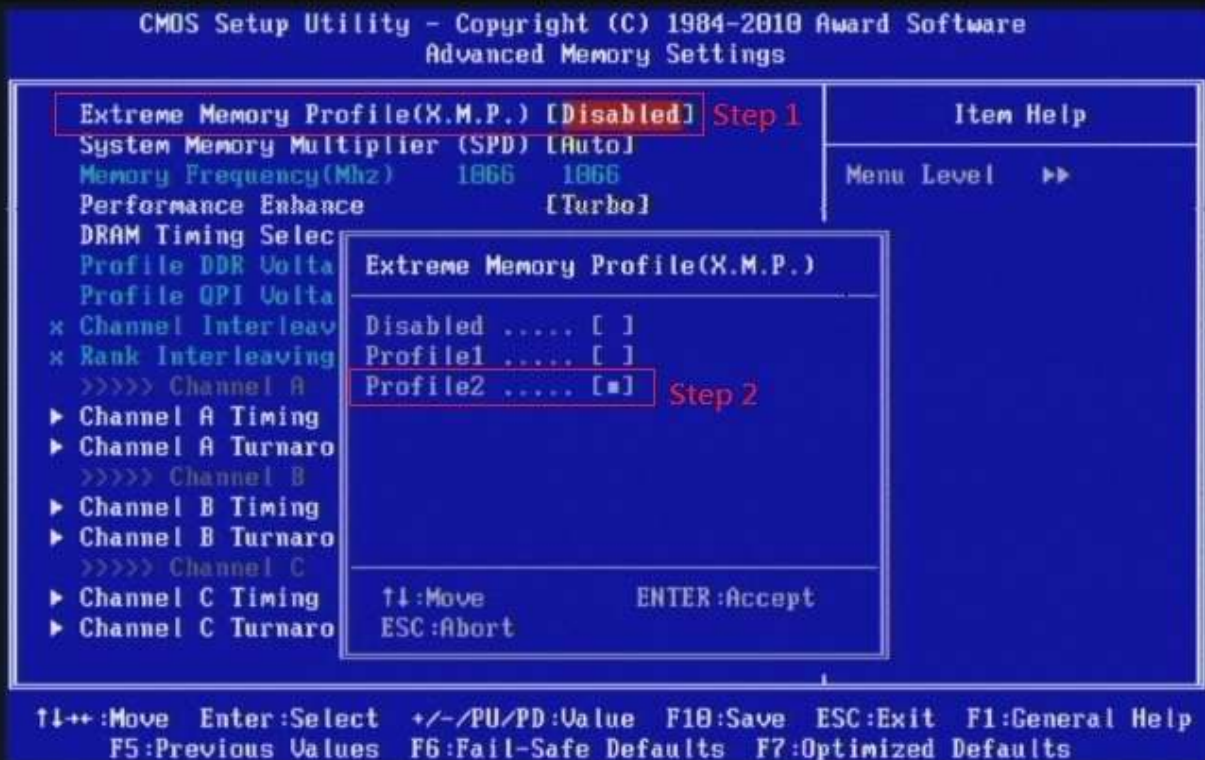 CMOS Setup Utility - Copyright (C) 1984-2010 Award Software
Advanced Memory Settings
Extreme Memory Profile(X.M.P.) [Disabled] Step 1
Item Help
System Memory Multiplier (SPD) [Auto]
Memory Frequency(Mhz) 1066 1066
Menu Level ▶▶
Performance Enhance [Turbo]
DRAM Timing Selec
Profile DDR Volta
Profile QPI Volta
x Channel Interleav
x Rank Interleaving
>>>>> Channel A
▶ Channel A Timing
▶ Channel A Turnaro
>>>>> Channel B
▶ Channel B Timing
▶ Channel B Turnaro
>>>>> Channel C
▶ Channel C Timing
▶ Channel C Turnaro
Extreme Memory Profile(X.M.P.)
Disabled ..... [ ]
Profile1 ..... [ ]
Profile2 ..... [■] Step 2
↑↓:Move ENTER:Accept
ESC:Abort
↑↓→←:Move Enter:Select +/-/PU/PD:Value F10:Save ESC:Exit F1:General Help
F5:Previous Values F6:Fail-Safe Defaults F7:Optimized Defaults